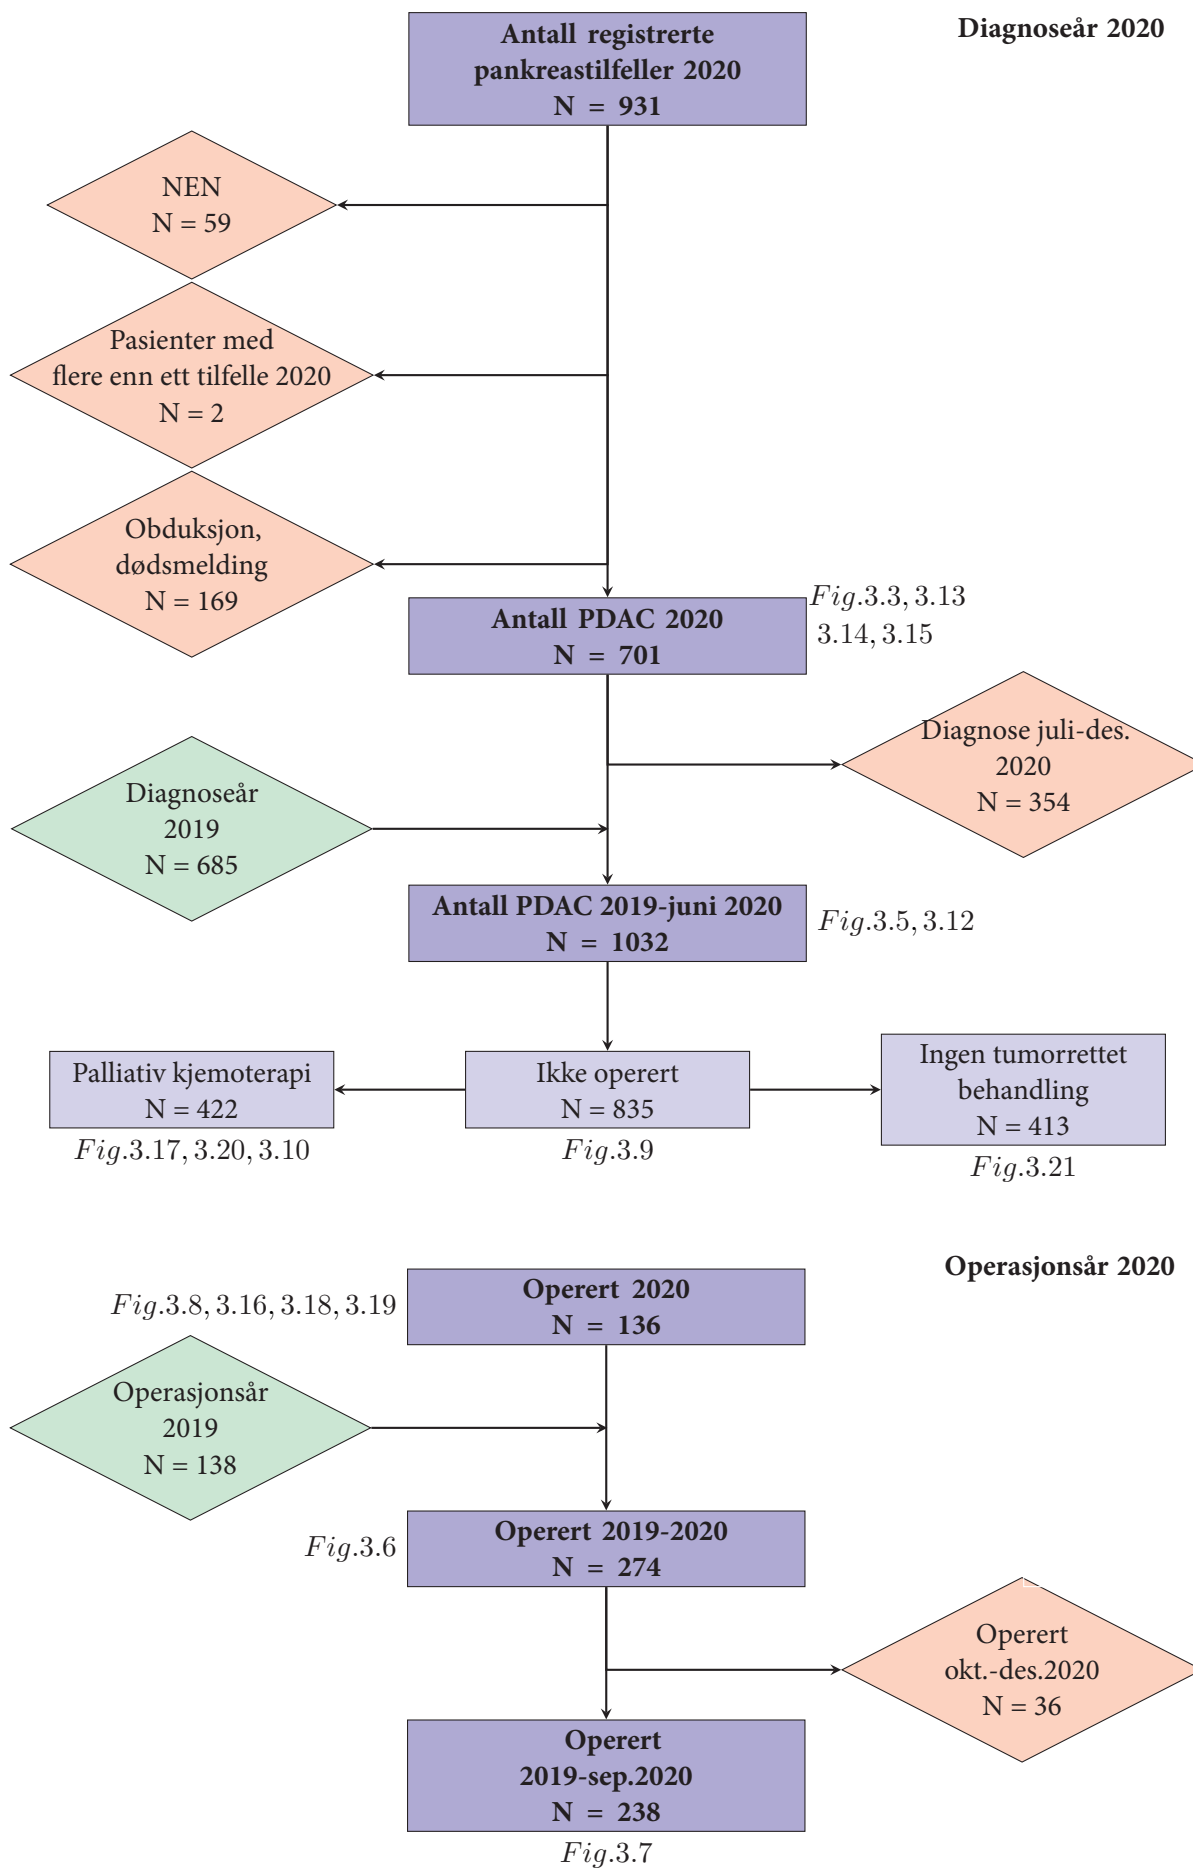 Diagnoseår 2020
Antall registrerte
pankreastilfeller 2020
N = 931
NEN
N = 59
Pasienter med
flere enn ett tilfelle 2020
N = 2
Obduksjon,
dødsmelding
N = 169
Antall PDAC 2020
N = 701
Fig.3.3, 3.13
3.14, 3.15
Diagnose juli-des.
2020
N = 354
Diagnoseår
2019
N = 685
Antall PDAC 2019-juni 2020
N = 1032
Fig.3.5, 3.12
Palliativ kjemoterapi
N = 422
Fig.3.17, 3.20, 3.10
Ikke operert
N = 835
Fig.3.9
Ingen tumorrettet
behandling
N = 413
Fig.3.21
Operasjonsår 2020
Operert 2020
N = 136
Fig.3.8, 3.16, 3.18, 3.19
Operasjonsår
2019
N = 138
Operert 2019-2020
N = 274
Fig.3.6
Operert
okt.-des.2020
N = 36
Operert
2019-sep.2020
N = 238
Fig.3.7